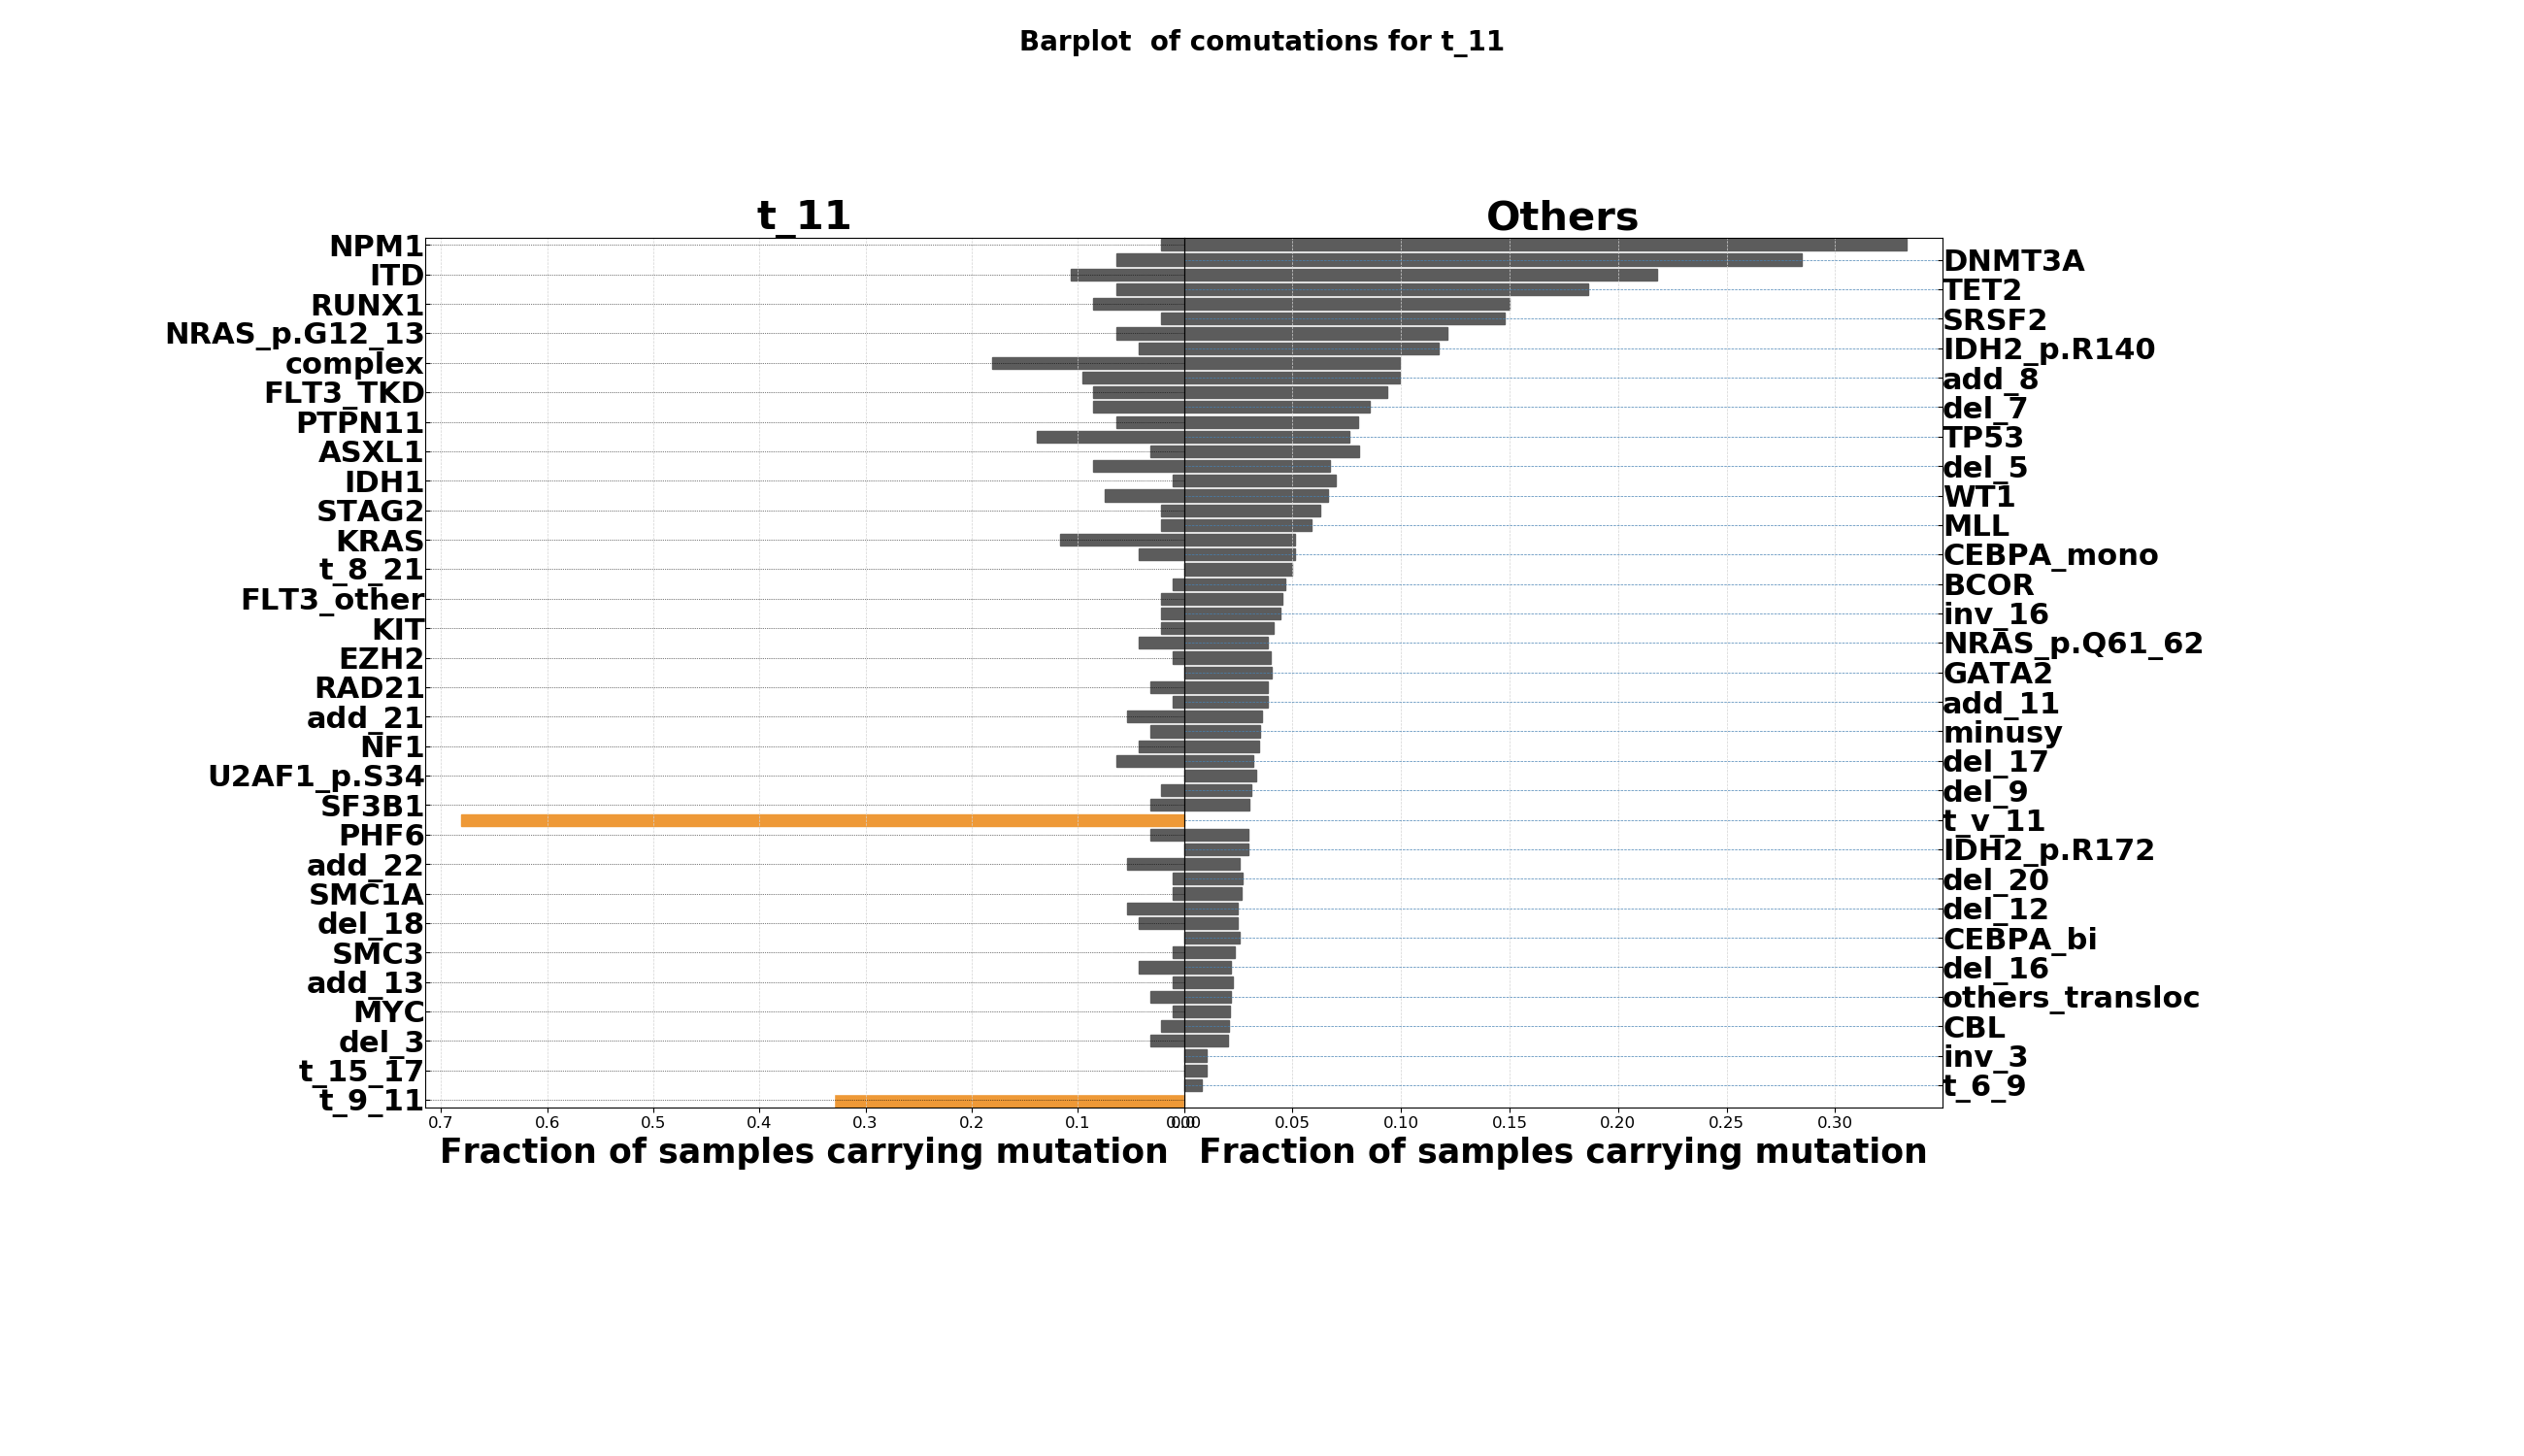 Barplot  of comutations for t_11
t_11
Others
NPM1
DNMT3A
ITD
TET2
RUNX1
SRSF2
NRAS_p.G12_13
IDH2_p.R140
complex
add_8
FLT3_TKD
del_7
PTPN11
TP53
ASXL1
del_5
IDH1
WT1
STAG2
MLL
KRAS
CEBPA_mono
t_8_21
BCOR
FLT3_other
inv_16
KIT
NRAS_p.Q61_62
EZH2
GATA2
RAD21
add_11
add_21
minusy
NF1
del_17
U2AF1_p.S34
del_9
SF3B1
t_v_11
PHF6
IDH2_p.R172
add_22
del_20
SMC1A
del_12
del_18
CEBPA_bi
SMC3
del_16
add_13
others_transloc
MYC
CBL
del_3
inv_3
t_15_17
t_6_9
t_9_11
0.7 0.6 0.5 0.4 0.3 0.2 0.1 0.0
0.00 0.05 0.10 0.15 0.20 0.25 0.30
Fraction of samples carrying mutation
Fraction of samples carrying mutation